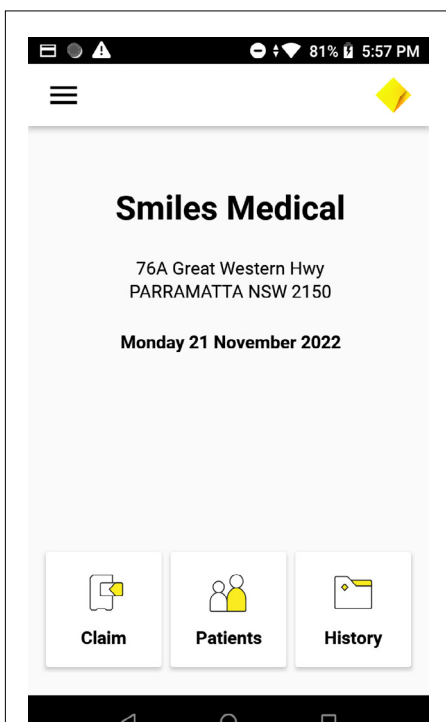 81% 5:57 PM
Smiles Medical
76A Great Western Hwy
PARRAMATTA NSW 2150
Monday 21 November 2022
Claim Patients History